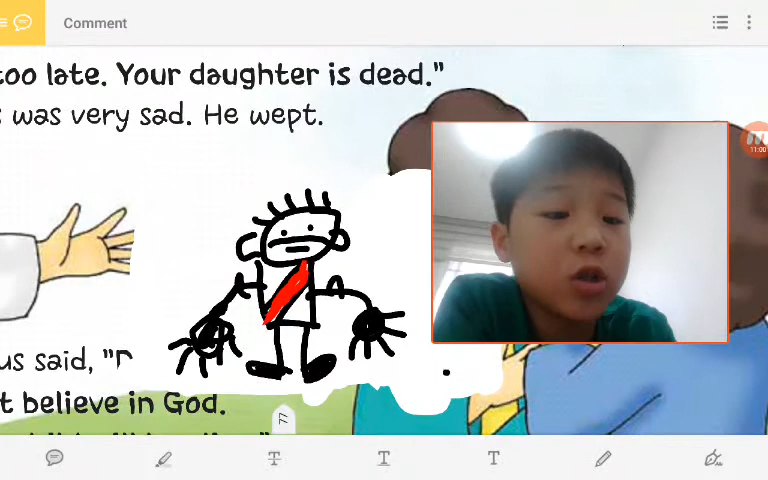 Comment
too late. Your daughter is dead."
s was very sad. He wept.
11:00
us said, "D
t believe in God.